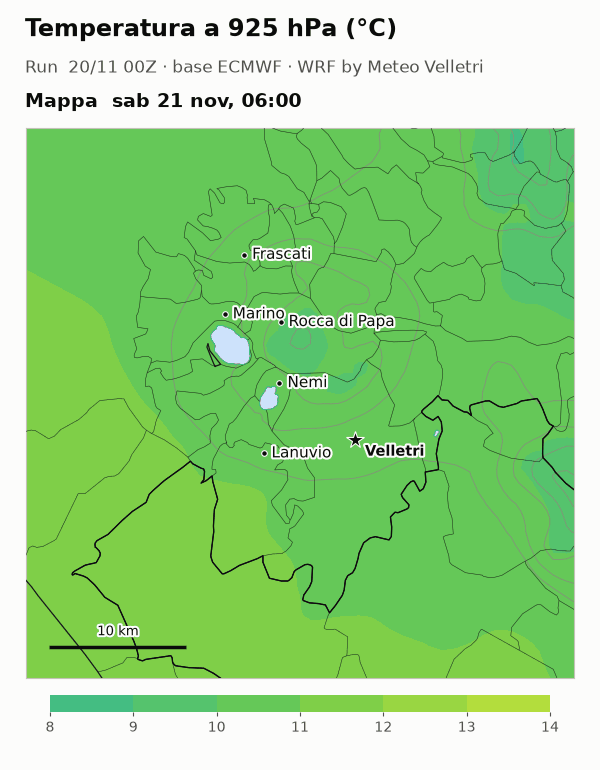 Temperatura a 925 hPa (°C)
Run  20/11 00Z · base ECMWF · WRF by Meteo Velletri
Mappa  sab 21 nov, 06:00
Frascati
Marino
Rocca di Papa
Nemi
Velletri
Lanuvio
10 km
8 9 10 11 12 13 14